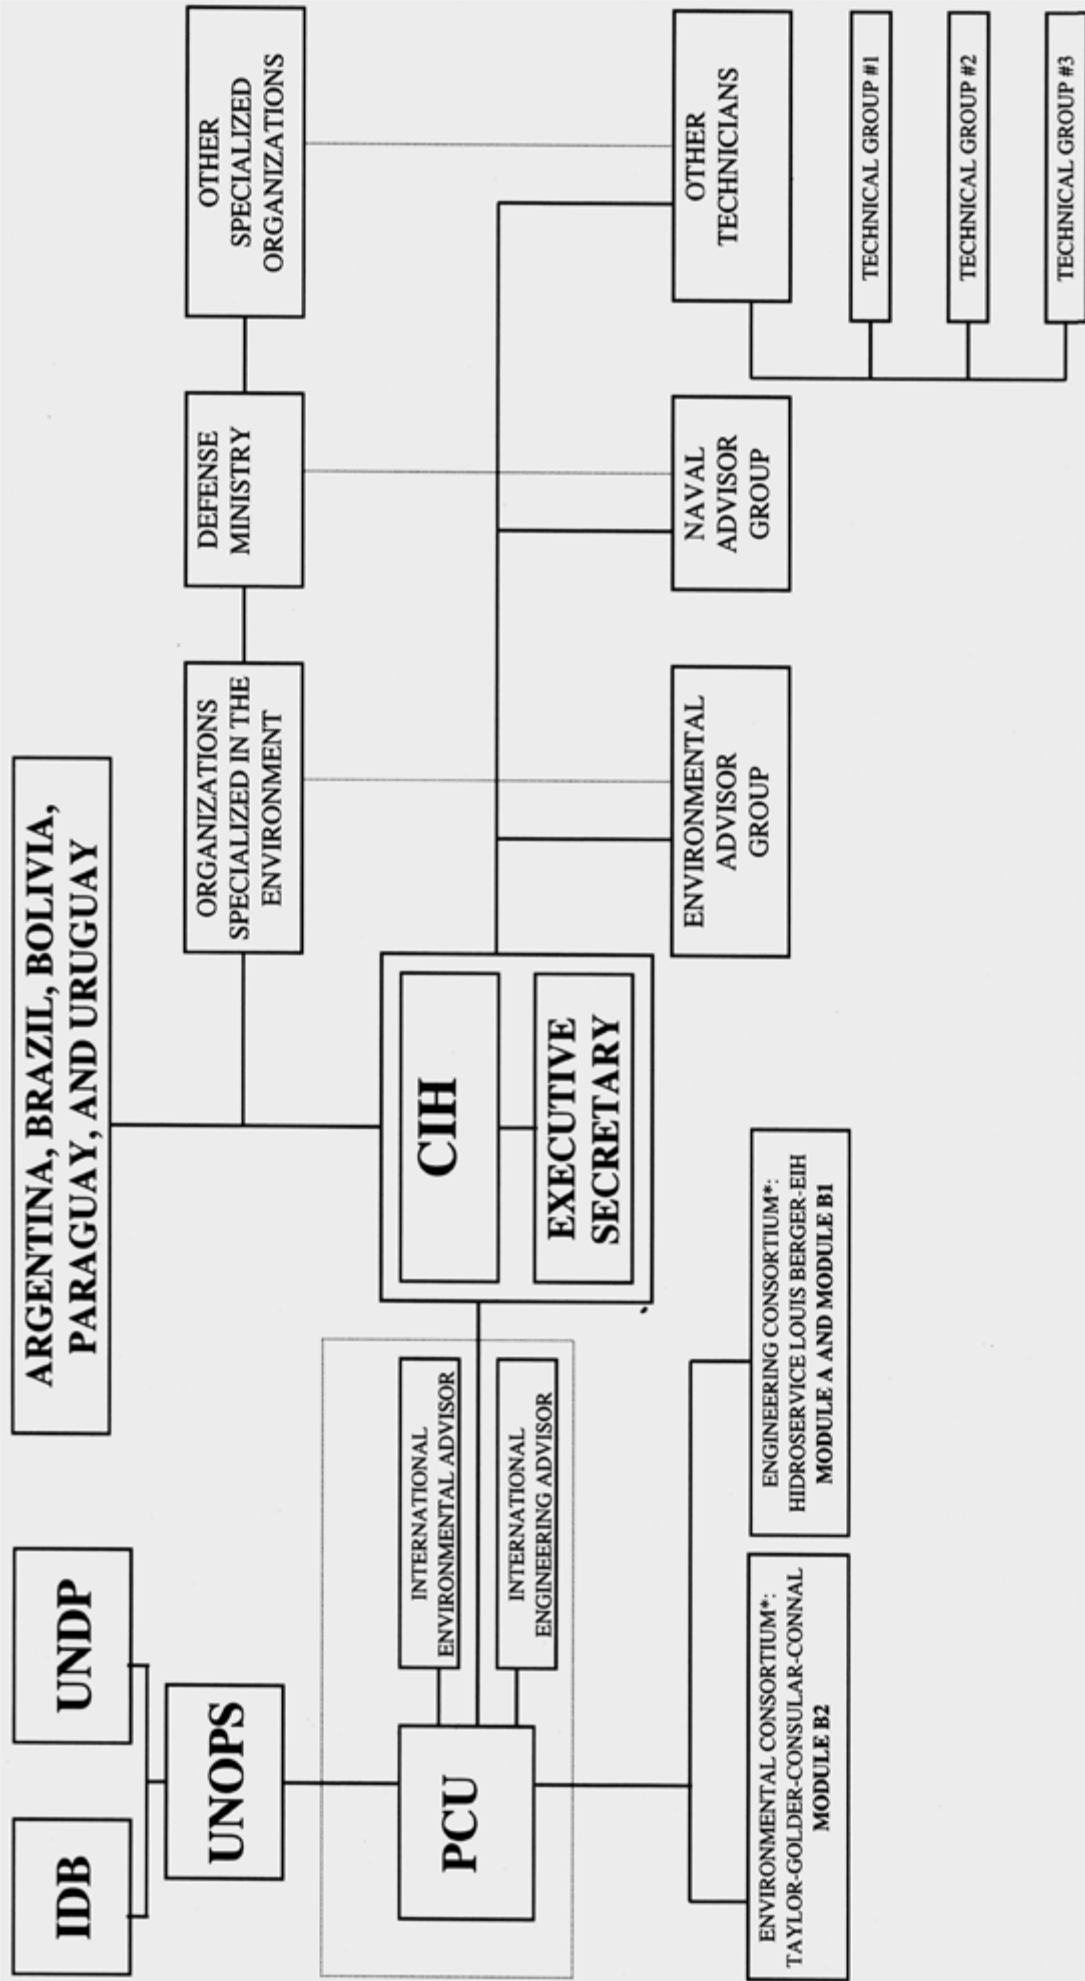 IDB
UNDP
ARGENTINA, BRAZIL, BOLIVIA,
PARAGUAY, AND URUGUAY
UNOPS
ORGANIZATIONS
SPECIALIZED IN THE
ENVIRONMENT
DEFENSE
MINISTRY
OTHER
SPECIALIZED
ORGANIZATIONS
PCU
INTERNATIONAL
ENVIRONMENTAL ADVISOR
INTERNATIONAL
ENGINEERING ADVISOR
CIH
EXECUTIVE
SECRETARY
ENVIRONMENTAL
ADVISOR
GROUP
NAVAL
ADVISOR
GROUP
OTHER
TECHNICIANS
ENVIRONMENTAL CONSORTIUM*:
TAYLOR-GOLDER-CONSULAR-CONNAL
MODULE B2
ENGINEERING CONSORTIUM*:
HIDROSERVICE LOUIS BERGER-EIH
MODULE A AND MODULE B1
TECHNICAL GROUP #1
TECHNICAL GROUP #2
TECHNICAL GROUP #3